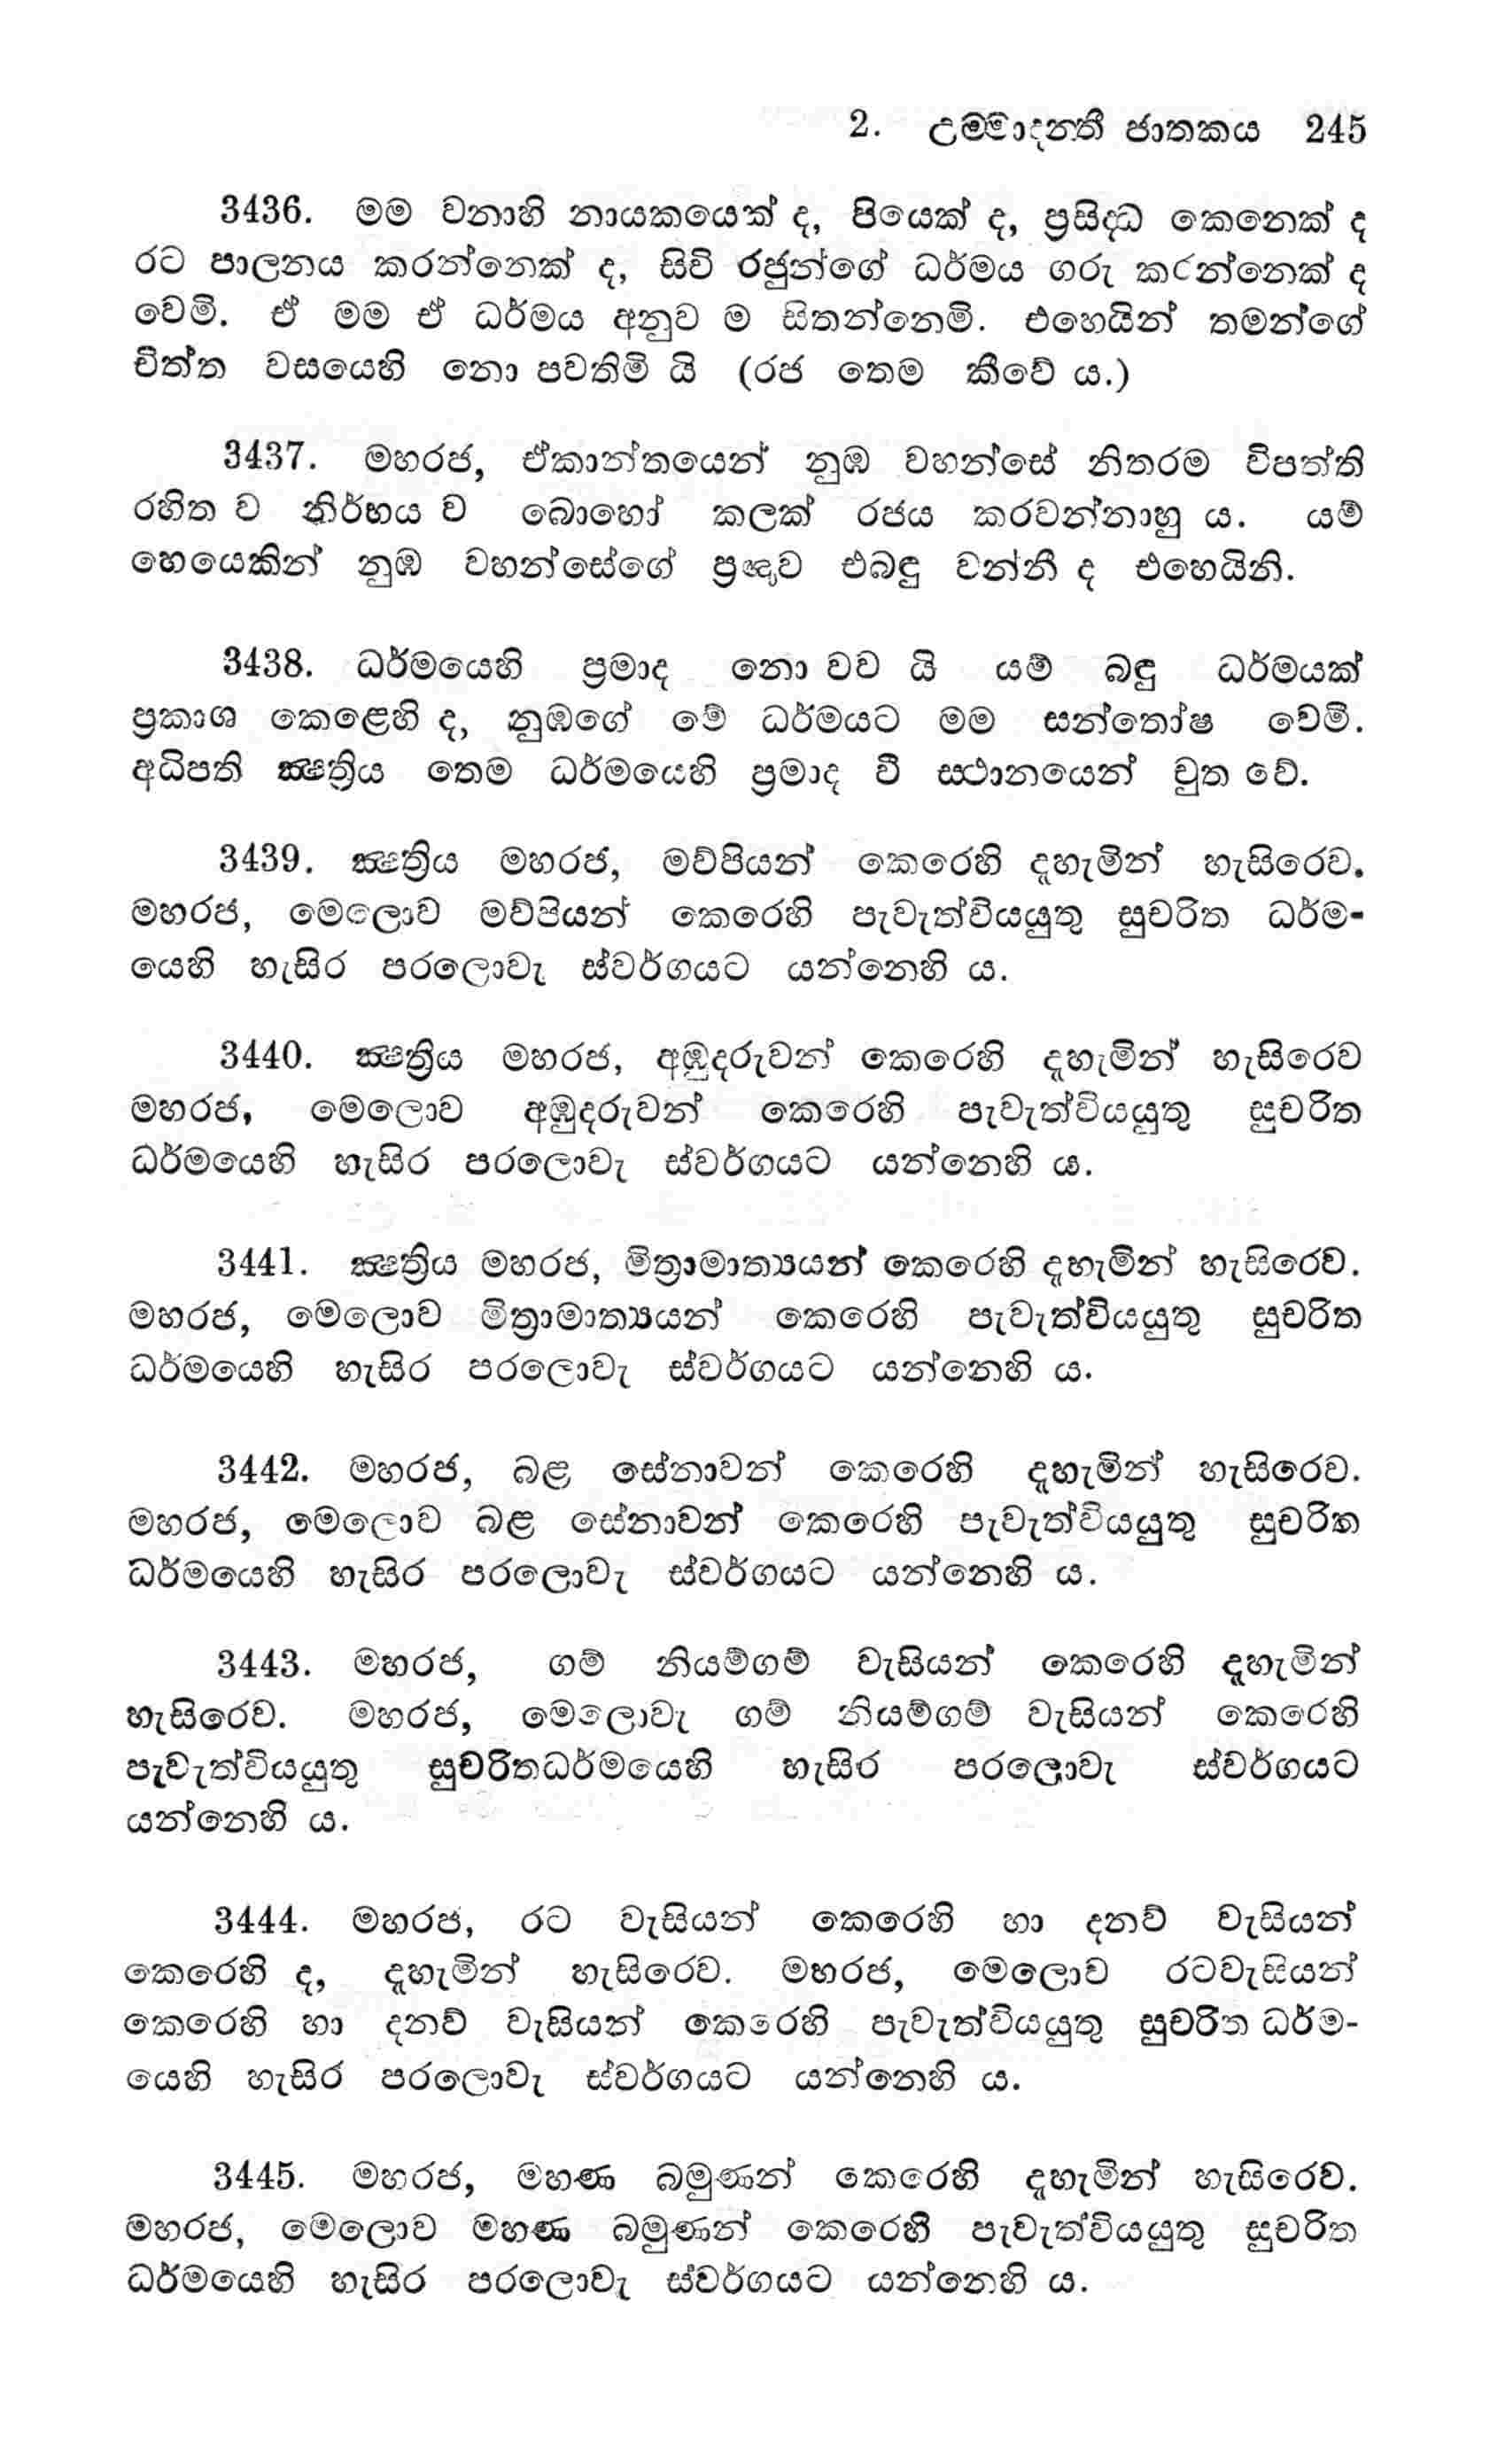 2. උම්මාදන්තී ජාතකය 245
3436. මම වනාහි නායකයෙක් ද, පියෙක් ද, ප්‍රසිද්ධ කෙනෙක් ද
රට පාලනය කරන්නෙක් ද, සිවි රජුන්ගේ ධර්මය ගරු කරන්නෙක් ද
වෙමි. ඒ මම ඒ ධර්මය අනුව ම සිතන්නෙමි. එහෙයින් තමන්ගේ
චිත්ත වසයෙහි නො පවතිමි යි (රජ තෙම කීවේ ය.)
3437. මහරජ, ඒකාන්තයෙන් නුඹ වහන්සේ නිතරම විපත්ති
රහිත ව නිර්භය ව බොහෝ කලක් රජය කරවන්නාහු ය. යම්
හෙයෙකින් නුඹ වහන්සේගේ ප්‍රඥාව එබඳු වන්නී ද එහෙයිනි.
3438. ධර්මයෙහි ප්‍රමාද නො වව යි යම් බඳු ධර්මයක්
ප්‍රකාශ කෙළෙහි ද, නුඹගේ මේ ධර්මයට මම සන්තෝෂ වෙමි.
අධිපති ක්‍ෂත්‍රිය තෙම ධර්මයෙහි ප්‍රමාද වී ස්ථානයෙන් චුත වේ.
3439. ක්‍ෂත්‍රිය මහරජ, මව්පියන් කෙරෙහි දැහැමින් හැසිරෙව.
මහරජ, මෙලොව මව්පියන් කෙරෙහි පැවැත්වියයුතු සුචරිත ධර්ම-
යෙහි හැසිර පරලොවැ ස්වර්ගයට යන්නෙහි ය.
3440. ක්‍ෂත්‍රිය මහරජ, අඹුදරුවන් කෙරෙහි දැහැමින් හැසිරෙව
මහරජ, මෙලොව අඹුදරුවන් කෙරෙහි පැවැත්වියයුතු සුචරිත
ධර්මයෙහි හැසිර පරලොවැ ස්වර්ගයට යන්නෙහි ය.
3441. ක්‍ෂත්‍රිය මහරජ, මිත්‍රාමාත්‍යයන් කෙරෙහි දැහැමින් හැසිරෙව.
මහරජ, මෙලොව මිත්‍රාමාත්‍යයන් කෙරෙහි පැවැත්වියයුතු සුචරිත
ධර්මයෙහි හැසිර පරලොවැ ස්වර්ගයට යන්නෙහි ය.
3442. මහරජ, බළ සේනාවන් කෙරෙහි දැහැමින් හැසිරෙව.
මහරජ, මෙලොව බළ සේනාවන් කෙරෙහි පැවැත්වියයුතු සුචරිත
ධර්මයෙහි හැසිර පරලොවැ ස්වර්ගයට යන්නෙහි ය.
3443. මහරජ, ගම් නියම්ගම් වැසියන් කෙරෙහි දැහැමින්
හැසිරෙව. මහරජ, මෙලොවැ ගම් නියම්ගම් වැසියන් කෙරෙහි
පැවැත්වියයුතු සුචරිතධර්මයෙහි හැසිර පරලොවැ ස්වර්ගයට
යන්නෙහි ය.
3444. මහරජ, රට වැසියන් කෙරෙහි හා දනව් වැසියන්
කෙරෙහි ද, දැහැමින් හැසිරෙව. මහරජ, මෙලොව රටවැසියන්
කෙරෙහි හා දනව් වැසියන් කෙරෙහි පැවැත්වියයුතු සුචරිත ධර්ම-
යෙහි හැසිර පරලොවැ ස්වර්ගයට යන්නෙහි ය.
3445. මහරජ, මහණ බමුණන් කෙරෙහි දැහැමින් හැසිරෙව.
මහරජ, මෙලොව මහණ බමුණන් කෙරෙහි පැවැත්වියයුතු සුචරිත
ධර්මයෙහි හැසිර පරලොවැ ස්වර්ගයට යන්නෙහි ය.